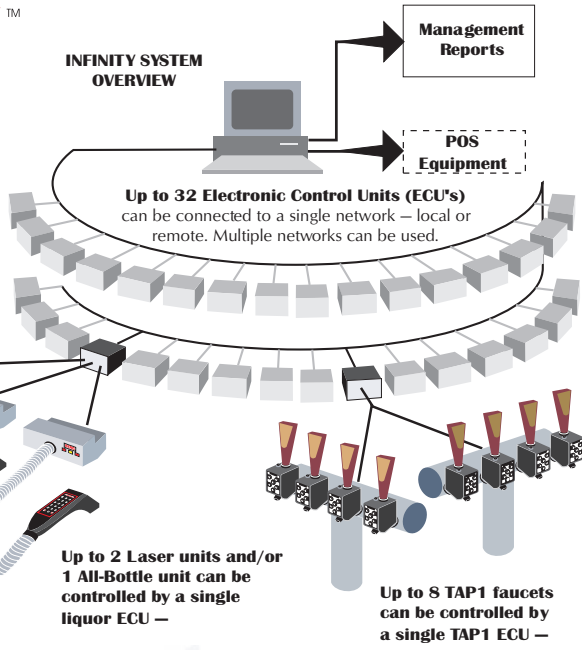 TM
Management
Reports
INFINITY SYSTEM
OVERVIEW
POS
Equipment
Up to 32 Electronic Control Units (ECU's)
can be connected to a single network — local or
remote. Multiple networks can be used.
Up to 2 Laser units and/or
1 All-Bottle unit can be
controlled by a single
liquor ECU —
Up to 8 TAP1 faucets
can be controlled by
a single TAP1 ECU —